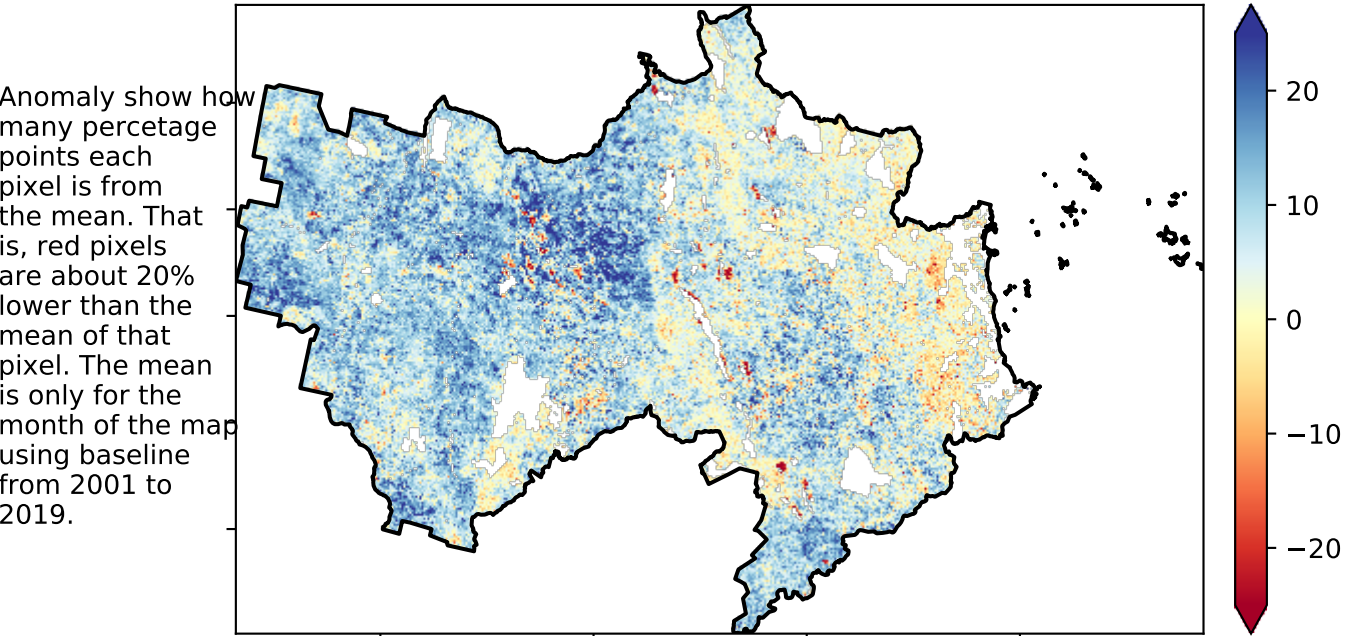 Anomaly show how
many percetage
points each
pixel is from
the mean. That
is, red pixels
are about 20%
lower than the
mean of that
pixel. The mean
is only for the
month of the map
using baseline
from 2001 to
2019.
20
10
0
−10
−20